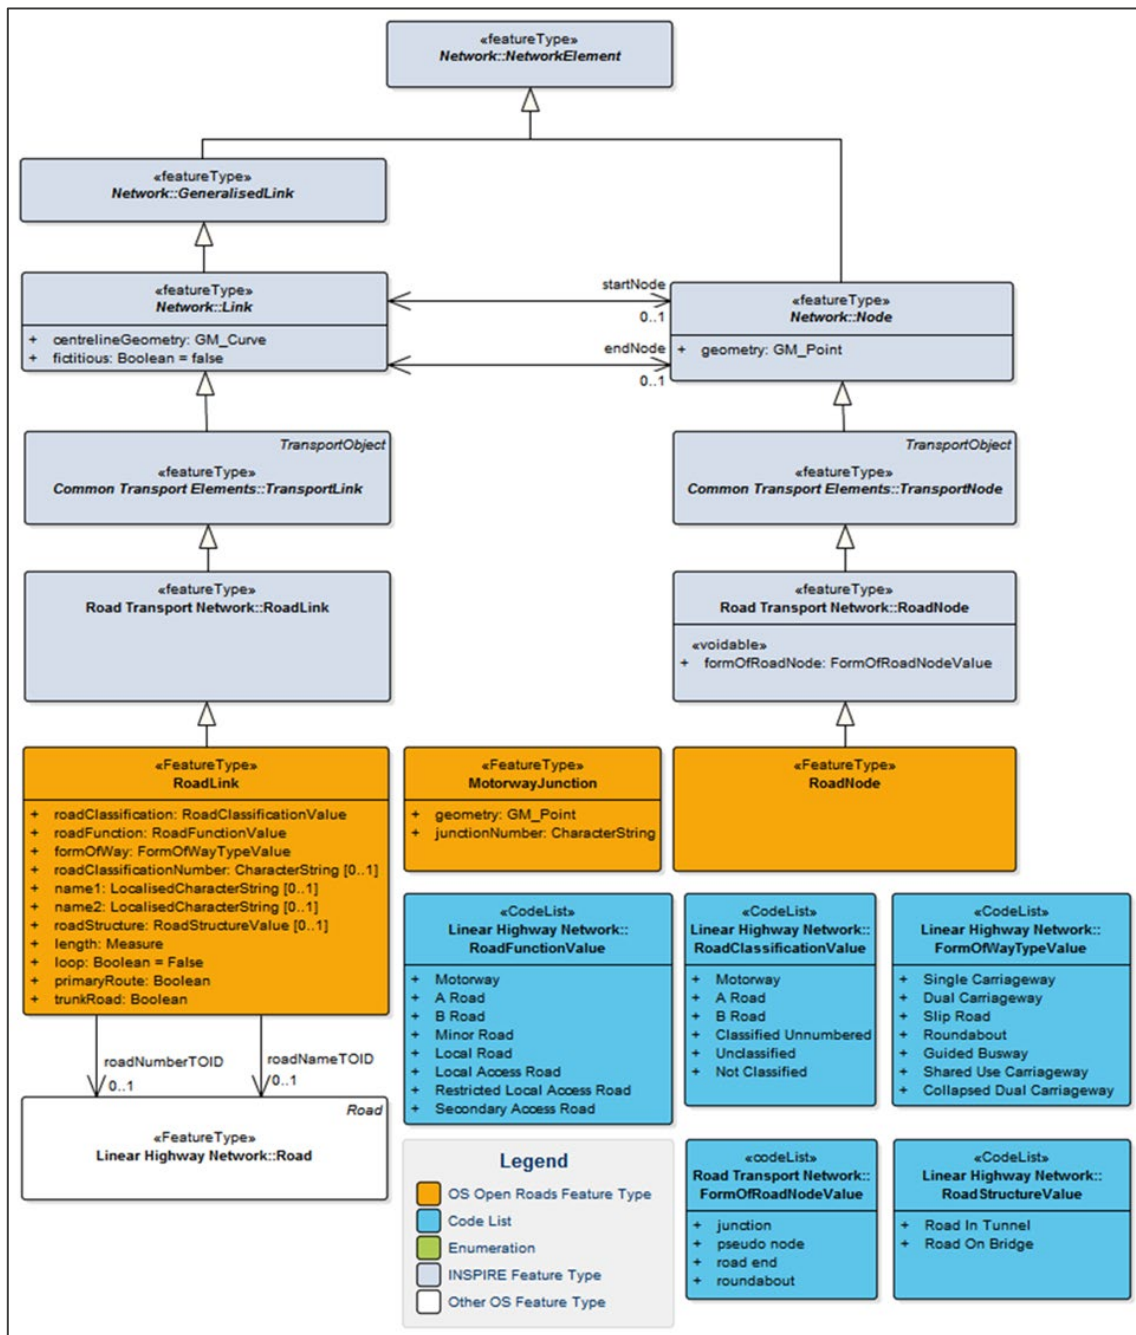 «featureType»
Network::NetworkElement
«featureType»
Network::GeneralisedLink
«featureType»
Network::Link
+ centrelineGeometry: GM_Curve
+ fictitious: Boolean = false
startNode
0..1
endNode
0..1
«featureType»
Network::Node
+ geometry: GM_Point
TransportObject
«featureType»
Common Transport Elements::TransportLink
TransportObject
«featureType»
Common Transport Elements::TransportNode
«featureType»
Road Transport Network::RoadLink
«featureType»
Road Transport Network::RoadNode
«voidable»
+ formOfRoadNode: FormOfRoadNodeValue
«FeatureType»
RoadLink
+ roadClassification: RoadClassificationValue
+ roadFunction: RoadFunctionValue
+ formOfWay: FormOfWayTypeValue
+ roadClassificationNumber: CharacterString [0..1]
+ name1: LocalisedCharacterString [0..1]
+ name2: LocalisedCharacterString [0..1]
+ roadStructure: RoadStructureValue [0..1]
+ length: Measure
+ loop: Boolean = False
+ primaryRoute: Boolean
+ trunkRoad: Boolean
«FeatureType»
MotorwayJunction
+ geometry: GM_Point
+ junctionNumber: CharacterString
«FeatureType»
RoadNode
roadNumberTOID
0..1
roadNameTOID
0..1
Road
«FeatureType»
Linear Highway Network::Road
«CodeList»
Linear Highway Network::
RoadFunctionValue
+ Motorway
+ A Road
+ B Road
+ Minor Road
+ Local Road
+ Local Access Road
+ Restricted Local Access Road
+ Secondary Access Road
«CodeList»
Linear Highway Network::
RoadClassificationValue
+ Motorway
+ A Road
+ B Road
+ Classified Unnumbered
+ Unclassified
+ Not Classified
«CodeList»
Linear Highway Network::
FormOfWayTypeValue
+ Single Carriageway
+ Dual Carriageway
+ Slip Road
+ Roundabout
+ Guided Busway
+ Shared Use Carriageway
+ Collapsed Dual Carriageway
Legend
OS Open Roads Feature Type
Code List
Enumeration
INSPIRE Feature Type
Other OS Feature Type
«codeList»
Road Transport Network::
FormOfRoadNodeValue
+ junction
+ pseudo node
+ road end
+ roundabout
«CodeList»
Linear Highway Network::
RoadStructureValue
+ Road In Tunnel
+ Road On Bridge